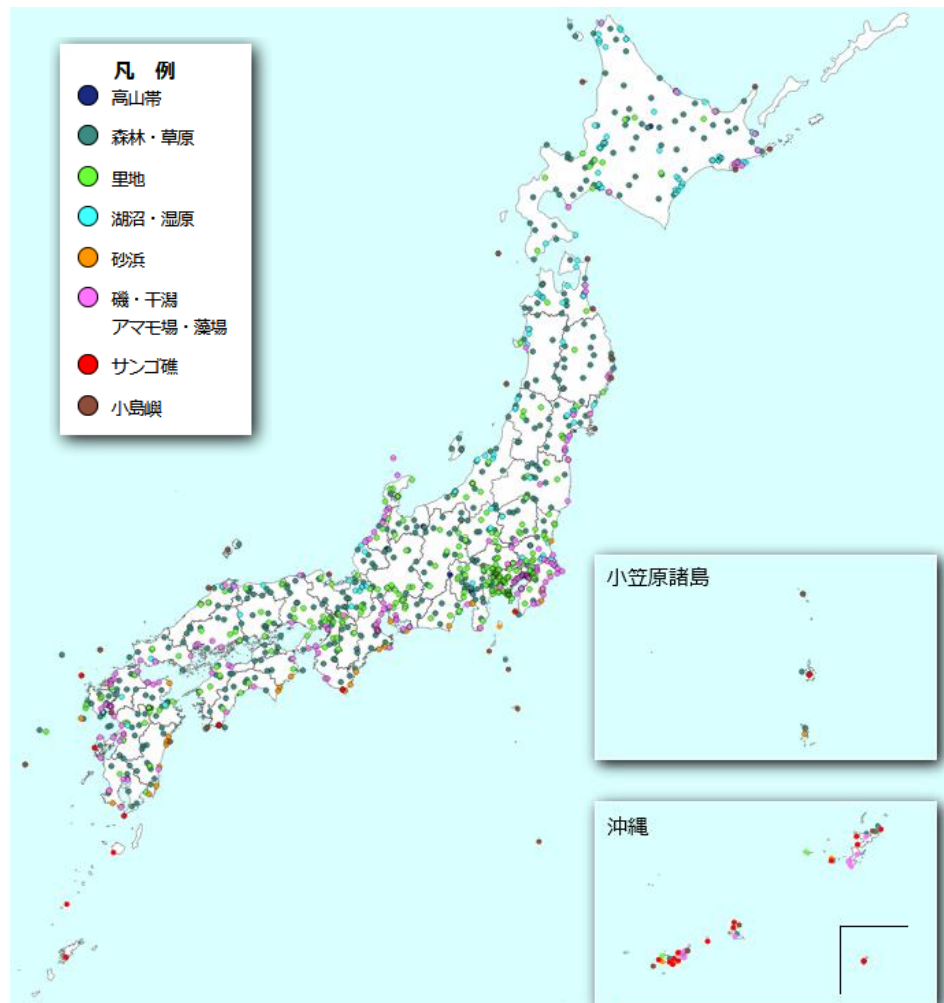 凡 例
高山帯
森林・草原
里地
湖沼・湿原
砂浜
磯・干潟
アマモ場・藻場
サンゴ礁
小島嶼
小笠原諸島
沖縄